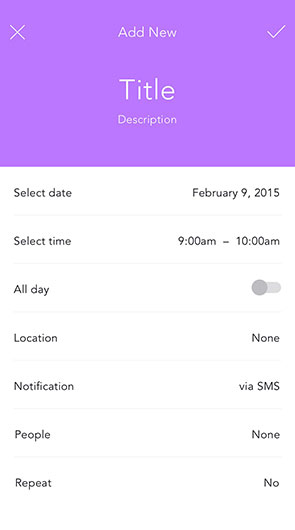 Add New
Title
Description
Select date February 9, 2015
Select time 9:00am – 10:00am
All day
Location None
Notification via SMS
People None
Repeat No